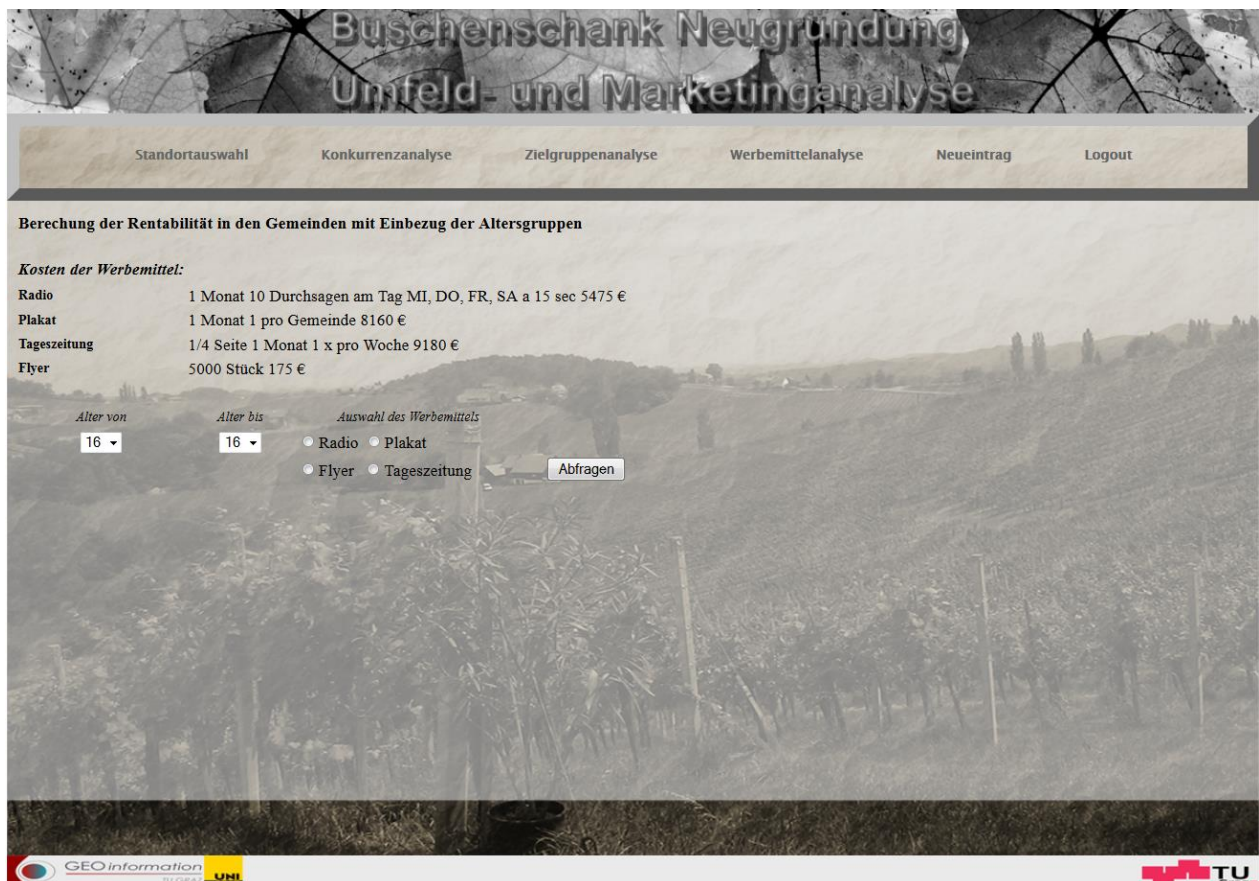 Buschenschank Neugründung
Umfeld- und Marketinganalyse
Standortauswahl Konkurrenzanalyse Zielgruppenanalyse Werbemittelanalyse Neueintrag Logout
Berechung der Rentabilität in den Gemeinden mit Einbezug der Altersgruppen
Kosten der Werbemittel:
Radio 1 Monat 10 Durchsagen am Tag MI, DO, FR, SA a 15 sec 5475 €
Plakat 1 Monat 1 pro Gemeinde 8160 €
Tageszeitung 1/4 Seite 1 Monat 1 x pro Woche 9180 €
Flyer 5000 Stück 175 €
Alter von Alter bis Auswahl des Werbemittels
16 16 Radio Plakat
Flyer Tageszeitung Abfragen
GEOinformation
TU GRAZ UNI TU